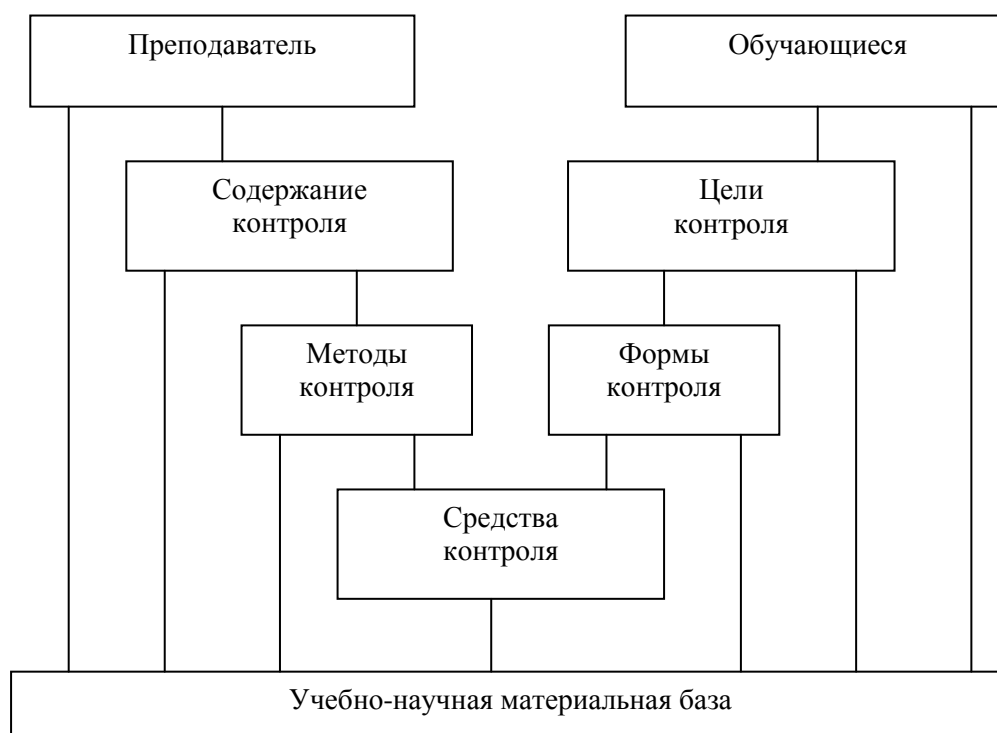 Преподаватель
Обучающиеся
Содержание
контроля
Цели
контроля
Методы
контроля
Формы
контроля
Средства
контроля
Учебно-научная материальная база